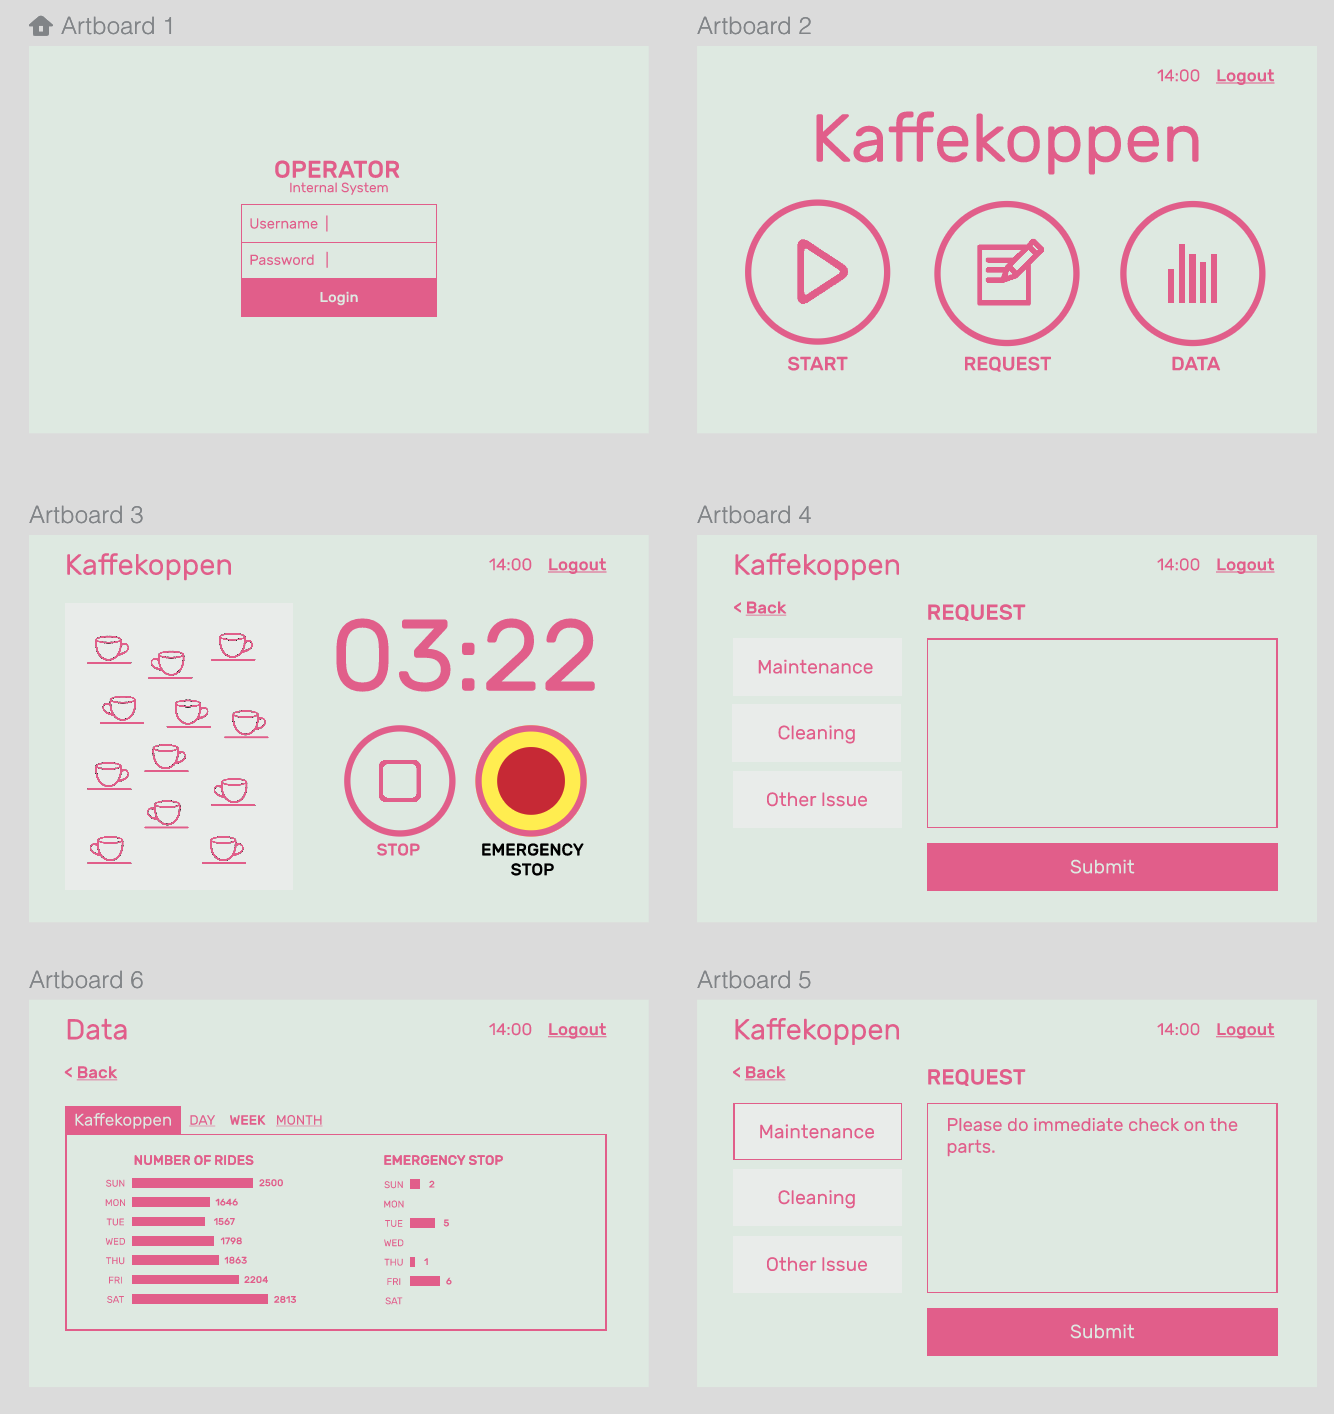 Artboard 1
OPERATOR
Internal System
Username |
Password |
Login
Artboard 2
14:00 Logout
Kaffekoppen
START REQUEST DATA
Artboard 3
Kaffekoppen 14:00 Logout
03:22
STOP
EMERGENCY
STOP
Artboard 4
Kaffekoppen 14:00 Logout
< Back
REQUEST
Maintenance
Cleaning
Other Issue
Submit
Artboard 6
Data 14:00 Logout
< Back
Kaffekoppen DAY WEEK MONTH
NUMBER OF RIDES
SUN 2500
MON 1646
TUE 1567
WED 1798
THU 1863
FRI 2204
SAT 2813
EMERGENCY STOP
SUN 2
MON
TUE 5
WED
THU 1
FRI 6
SAT
Artboard 5
Kaffekoppen 14:00 Logout
< Back
REQUEST
Maintenance
Cleaning
Other Issue
Please do immediate check on the
parts.
Submit